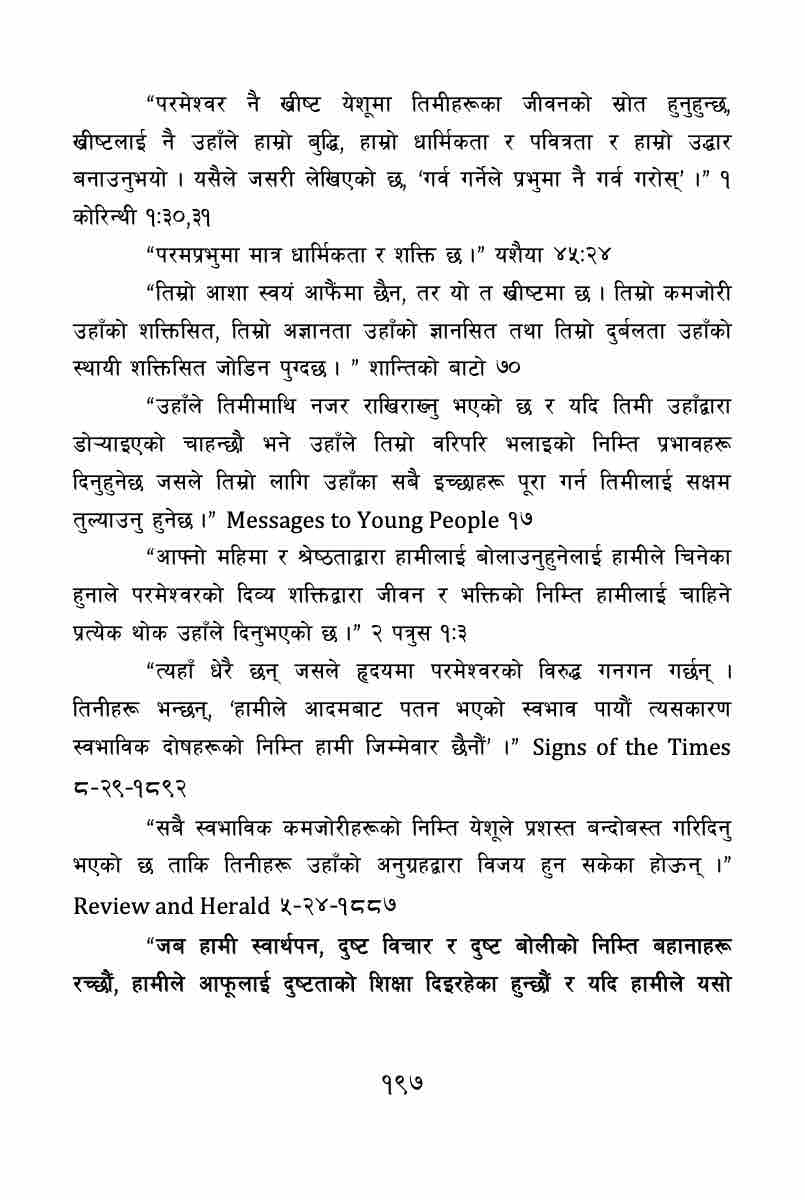 “परमेश्वर नै ख्रीष्ट येशूमा तिमीहरूका जीवनको स्रोत हुनुहुन्छ,
ख्रीष्टलाई नै उहाँले हाम्रो बुद्धि, हाम्रो धार्मिकता र पवित्रता र हाम्रो उद्धार
बनाउनुभयो । यसैले जसरी लेखिएको छ, ‘गर्व गर्नेले प्रभुमा नै गर्व गरोस्’ ।” १
कोरिन्थी १:३०,३१
“परमप्रभुमा मात्र धार्मिकता र शक्ति छ ।” यशैया ४५:२४
“तिम्रो आशा स्वयं आफैंमा छैन, तर यो त ख्रीष्टमा छ । तिम्रो कमजोरी
उहाँको शक्तिसित, तिम्रो अज्ञानता उहाँको ज्ञानसित तथा तिम्रो दुर्बलता उहाँको
स्थायी शक्तिसित जोडिन पुग्दछ । ” शान्तिको बाटो ७०
“उहाँले तिमीमाथि नजर राखिराख्नु भएको छ र यदि तिमी उहाँद्वारा
डोऱ्याइएको चाहन्छौ भने उहाँले तिम्रो वरिपरि भलाइको निम्ति प्रभावहरू
दिनुहुनेछ जसले तिम्रो लागि उहाँका सबै इच्छाहरू पूरा गर्न तिमीलाई सक्षम
तुल्याउनु हुनेछ ।” Messages to Young People १७
“आफ्नो महिमा र श्रेष्ठताद्वारा हामीलाई बोलाउनुहुनेलाई हामीले चिनेका
हुनाले परमेश्वरको दिव्य शक्तिद्वारा जीवन र भक्तिको निम्ति हामीलाई चाहिने
प्रत्येक थोक उहाँले दिनुभएको छ ।” २ पत्रुस १:३
“त्यहाँ धेरै छन् जसले हृदयमा परमेश्वरको विरुद्ध गनगन गर्छन् ।
तिनीहरू भन्छन्, ‘हामीले आदमबाट पतन भएको स्वभाव पायौं त्यसकारण
स्वभाविक दोषहरूको निम्ति हामी जिम्मेवार छैनौं’ ।” Signs of the Times
८-२९-१८९२
“सबै स्वभाविक कमजोरीहरूको निम्ति येशूले प्रशस्त बन्दोबस्त गरिदिनु
भएको छ ताकि तिनीहरू उहाँको अनुग्रहद्वारा विजय हुन सकेका होऊन् ।”
Review and Herald ५-२४-१८८७
“जब हामी स्वार्थपन, दुष्ट विचार र दुष्ट बोलीको निम्ति बहानाहरू
रच्छौं, हामीले आफूलाई दुष्टताको शिक्षा दिइरहेका हुन्छौं र यदि हामीले यसो
१९७